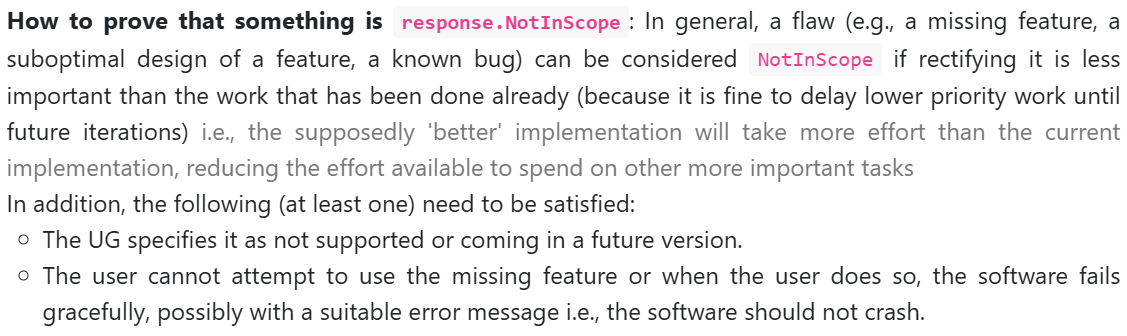 How to prove that something is response.NotInScope: In general, a flaw (e.g., a missing feature, a
suboptimal design of a feature, a known bug) can be considered NotInScope if rectifying it is less
important than the work that has been done already (because it is fine to delay lower priority work until
future iterations) i.e., the supposedly 'better' implementation will take more effort than the current
implementation, reducing the effort available to spend on other more important tasks
In addition, the following (at least one) need to be satisfied:
○ The UG specifies it as not supported or coming in a future version.
○ The user cannot attempt to use the missing feature or when the user does so, the software fails
gracefully, possibly with a suitable error message i.e., the software should not crash.